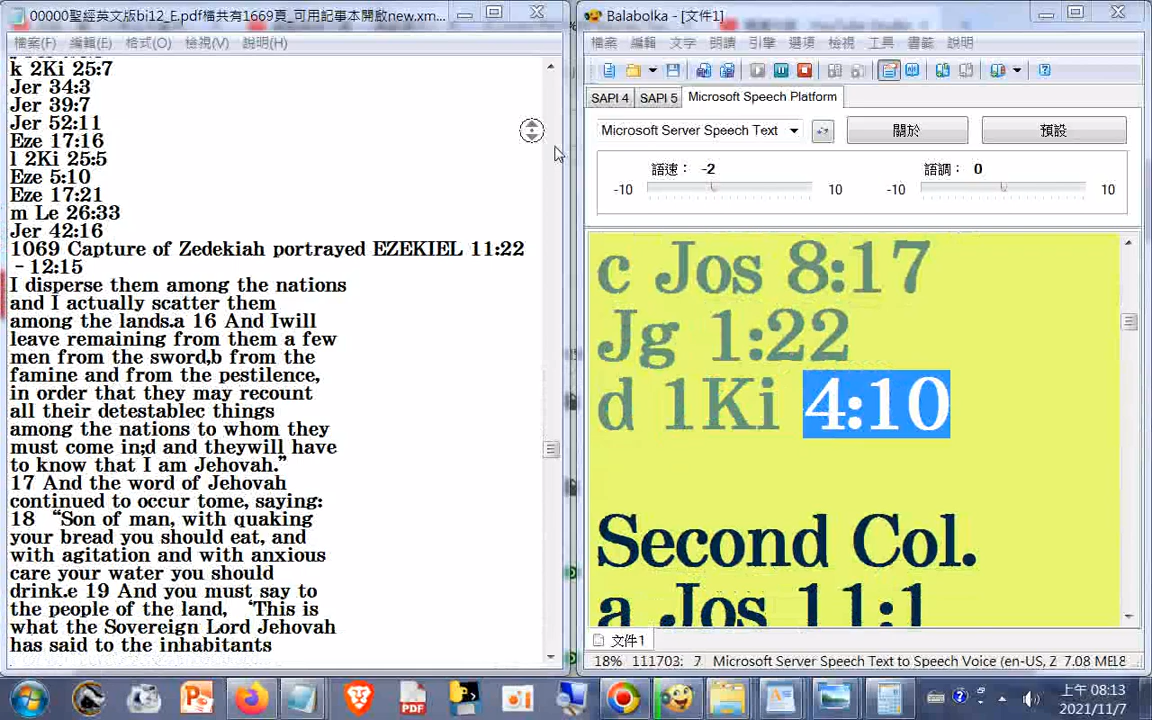 00000聖經英文版bi12_E.pdf檔共有1669頁_可用記事本開啟new.xm...
檔案(F) 編輯(E) 格式(O) 檢視(V) 說明(H)
k 2Ki 25:7
Jer 34:3
Jer 39:7
Jer 52:11
Eze 17:16
l 2Ki 25:5
Eze 5:10
Eze 17:21
m Le 26:33
Jer 42:16
1069 Capture of Zedekiah portrayed EZEKIEL 11:22
- 12:15
I disperse them among the nations
and I actually scatter them
among the lands.a 16 And Iwill
leave remaining from them a few
men from the sword,b from the
famine and from the pestilence,
in order that they may recount
all their detestablec things
among the nations to whom they
must come in;d and theywill have
to know that I am Jehovah.”
17 And the word of Jehovah
continued to occur tome, saying:
18 “Son of man, with quaking
your bread you should eat, and
with agitation and with anxious
care your water you should
drink.e 19 And you must say to
the people of the land, ‘This is
what the Sovereign Lord Jehovah
has said to the inhabitants
Balabolka - [文件1]
檔案 編輯 文字 朗讀 引擎 選項 檢視 工具 書籤 說明
SAPI 4 SAPI 5 Microsoft Speech Platform
Microsoft Server Speech Text 關於 預設
語速： -2 語調： 0
-10 10 -10 10
c Jos 8:17
Jg 1:22
d 1Ki 4:10
Second Col.
a Jos 11:1
文件1
18% 111703: 7 Microsoft Server Speech Text to Speech Voice (en-US, Z 7.08 МЕ18
PDF
上午 08:13
2021/11/7